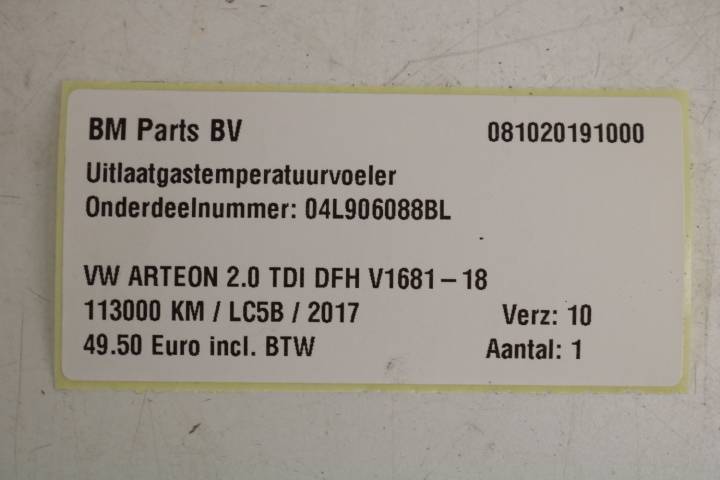 BM Parts BV 081020191000
Uitlaatgastemperatuurvoeler
Onderdeelnummer: 04L906088BL
VW ARTEON 2.0 TDI DFH V1681-18
113000 KM / LC5B / 2017 Verz: 10
49.50 Euro incl. BTW Aantal: 1